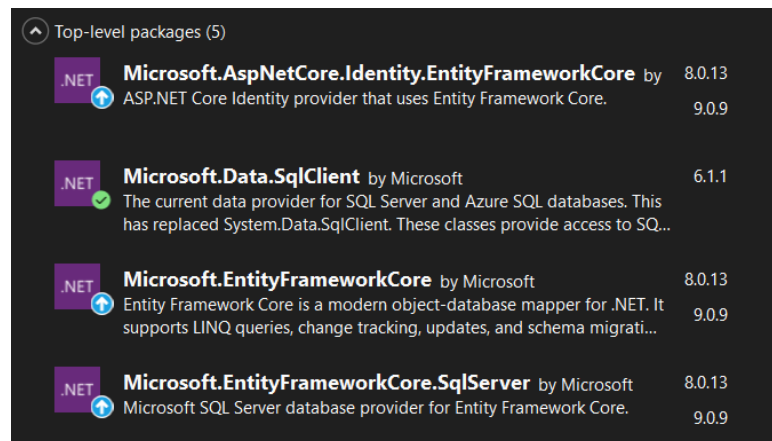 Top-level packages (5)
.NET
Microsoft.AspNetCore.Identity.EntityFrameworkCore by 8.0.13
ASP.NET Core Identity provider that uses Entity Framework Core.
9.0.9
.NET
Microsoft.Data.SqlClient by Microsoft 6.1.1
The current data provider for SQL Server and Azure SQL databases. This
has replaced System.Data.SqlClient. These classes provide access to SQ...
.NET
Microsoft.EntityFrameworkCore by Microsoft 8.0.13
Entity Framework Core is a modern object-database mapper for .NET. It
supports LINQ queries, change tracking, updates, and schema migrati...
9.0.9
.NET
Microsoft.EntityFrameworkCore.SqlServer by Microsoft 8.0.13
Microsoft SQL Server database provider for Entity Framework Core.
9.0.9